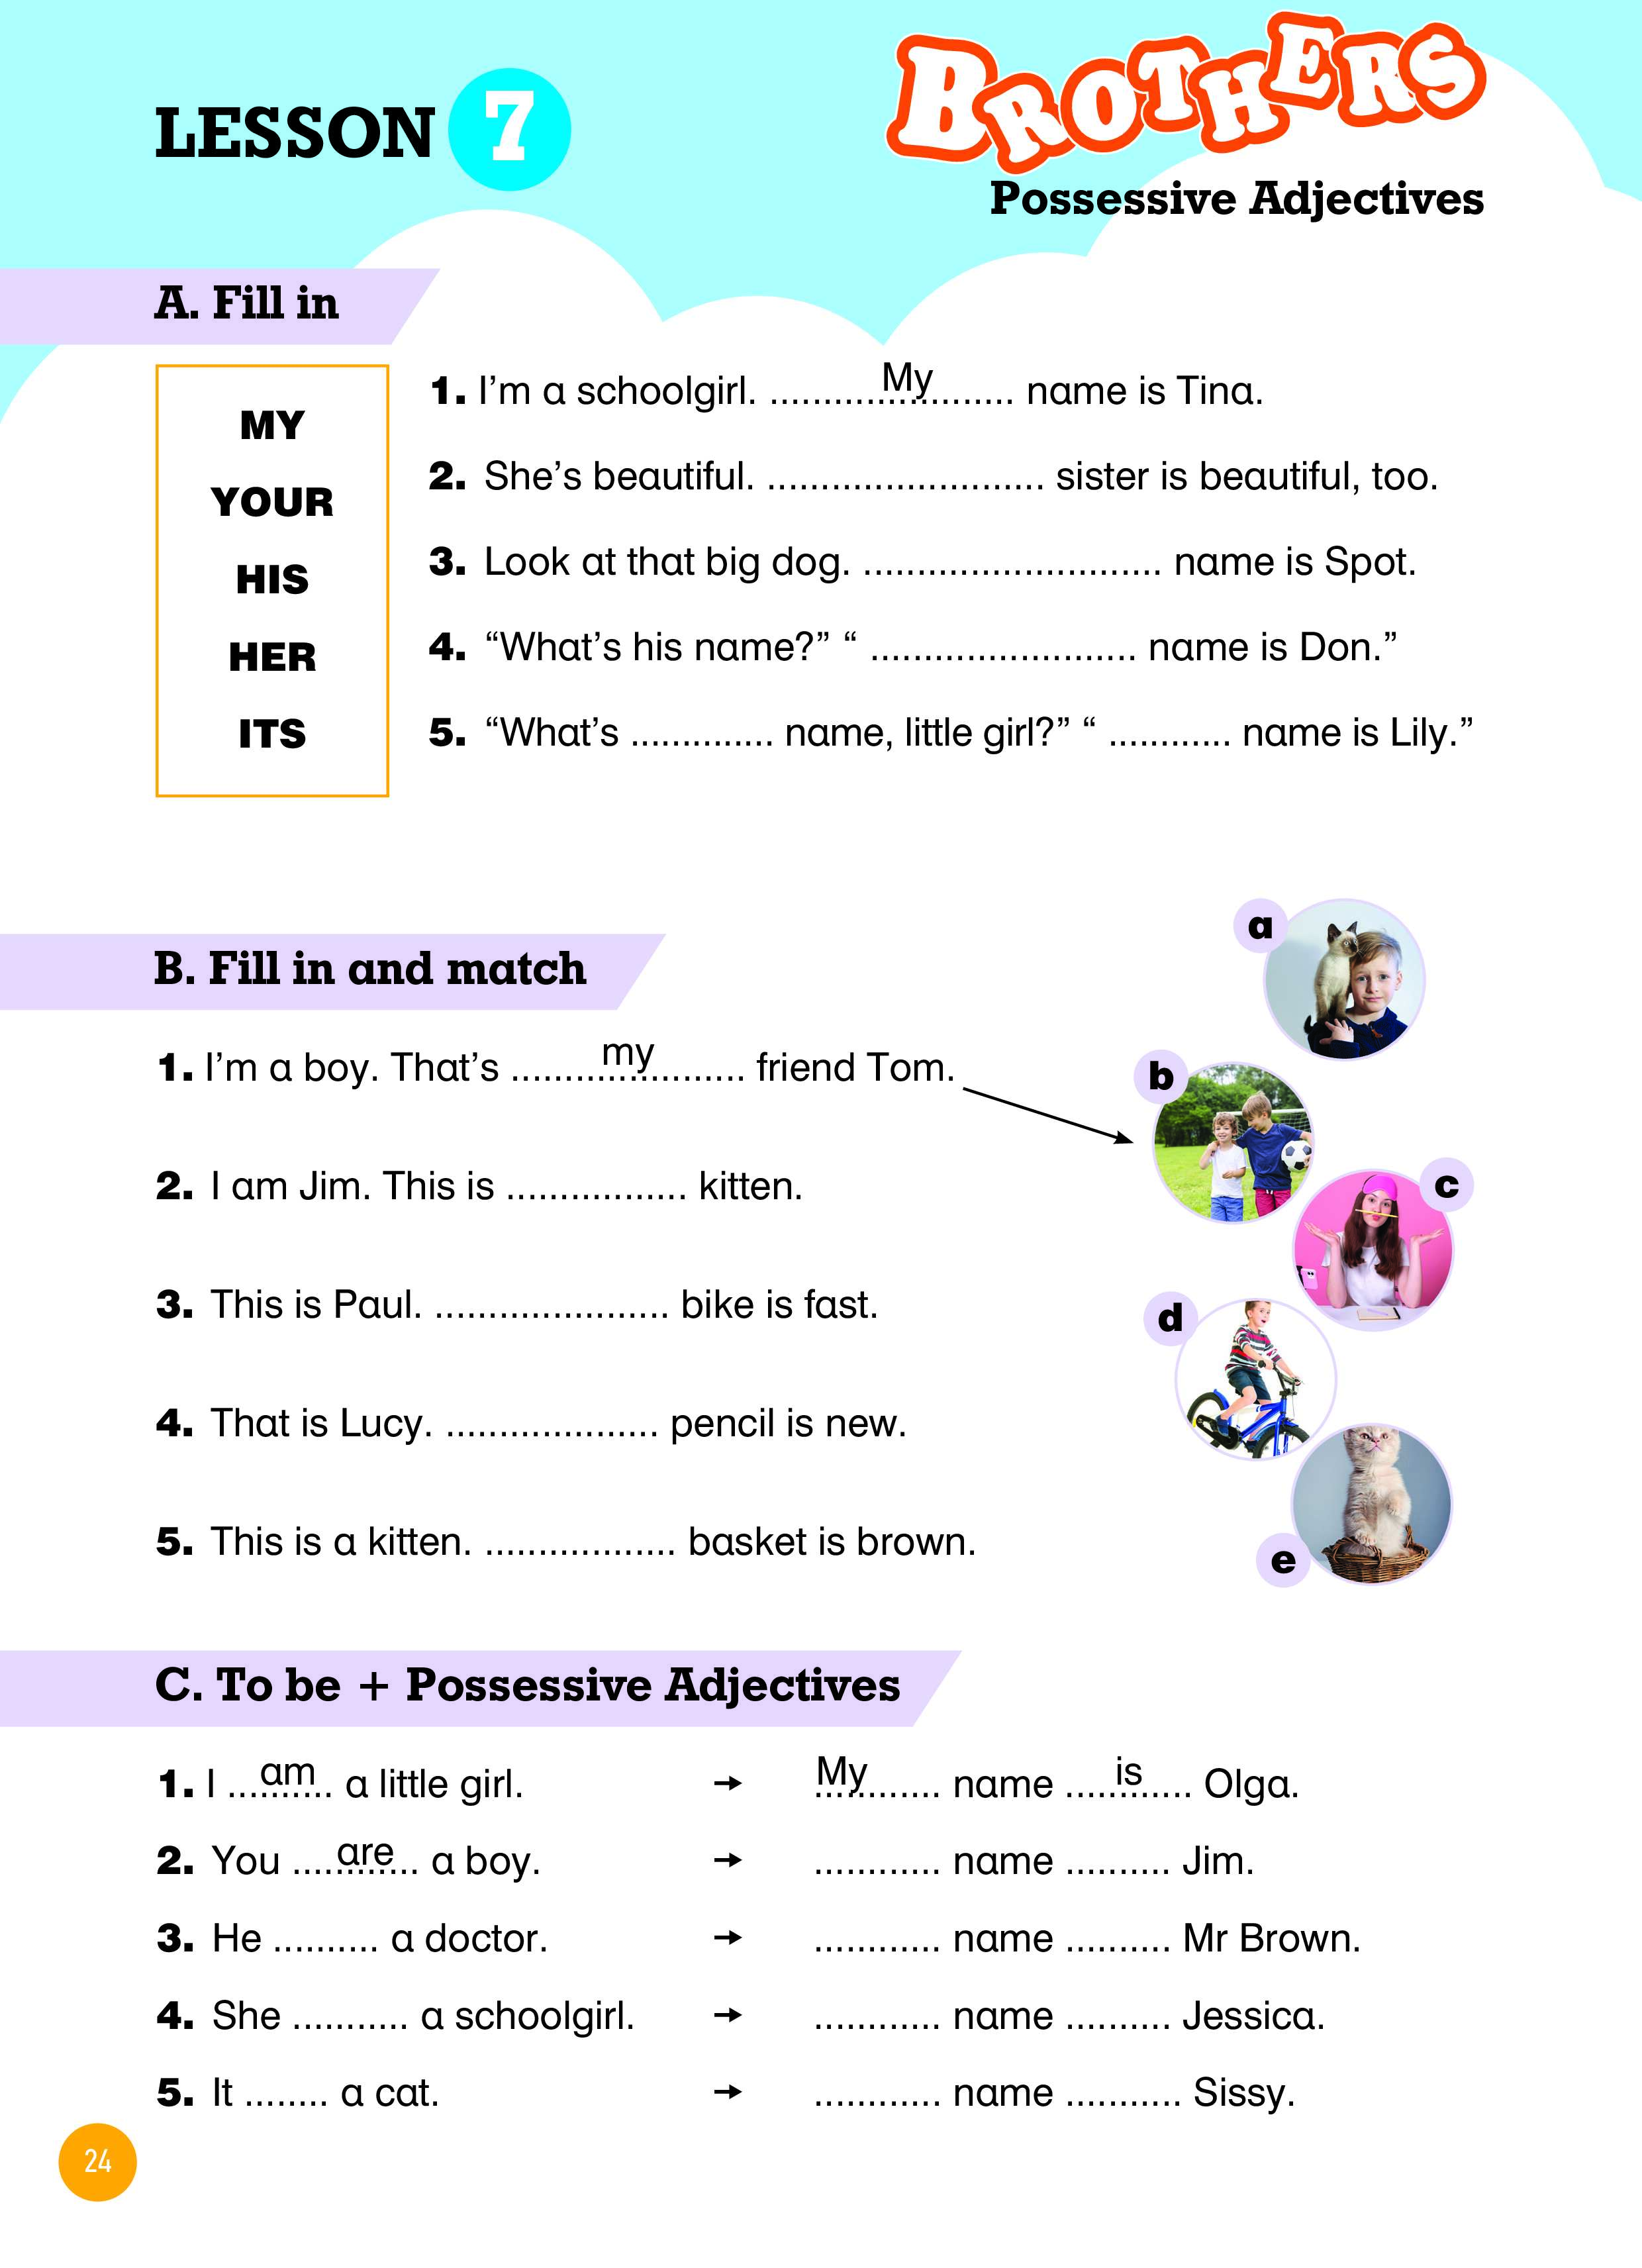 LESSON 7
BROTHERS
Possessive Adjectives
A. Fill in
MY
YOUR
HIS
HER
ITS
1. I’m a schoolgirl. ....................... My name is Tina.
2. She’s beautiful. .......................... sister is beautiful, too.
3. Look at that big dog. ............................ name is Spot.
4. “What’s his name?” “ ......................... name is Don.”
5. “What’s .............. name, little girl?” “ ............ name is Lily.”
B. Fill in and match
1. I’m a boy. That’s ...................... my friend Tom.
2. I am Jim. This is ................. kitten.
3. This is Paul. ...................... bike is fast.
4. That is Lucy. .................... pencil is new.
5. This is a kitten. .................. basket is brown.
a
b
c
d
e
C. To be + Possessive Adjectives
1. I .......... am a little girl. → My ............ name ............ is Olga.
2. You ............ are a boy. → ............ name .......... Jim.
3. He .......... a doctor. → ............ name .......... Mr Brown.
4. She ........... a schoolgirl. → ............ name .......... Jessica.
5. It ........ a cat. → ............ name ........... Sissy.
24